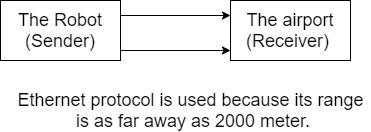 The Robot
(Sender)
The airport
(Receiver)
Ethernet protocol is used because its range
is as far away as 2000 meter.